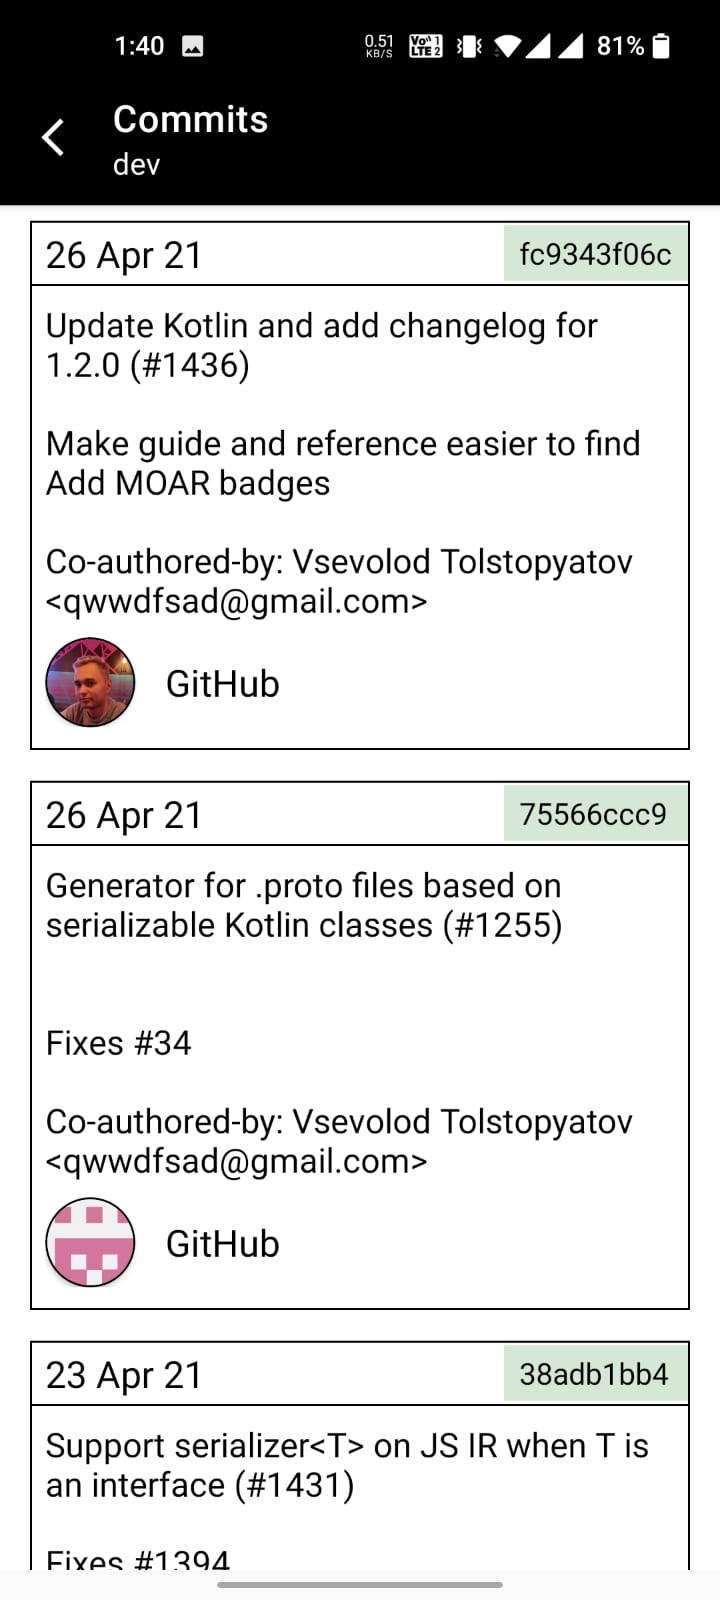 1:40
0.51 KB/S
Vo)) 1 LTE 2
81%
Commits
dev
26 Apr 21
fc9343f06c
Update Kotlin and add changelog for
1.2.0 (#1436)
Make guide and reference easier to find
Add MOAR badges
Co-authored-by: Vsevolod Tolstopyatov
<qwwdfsad@gmail.com>
GitHub
26 Apr 21
75566ccc9
Generator for .proto files based on
serializable Kotlin classes (#1255)
Fixes #34
Co-authored-by: Vsevolod Tolstopyatov
<qwwdfsad@gmail.com>
GitHub
23 Apr 21
38adb1bb4
Support serializer<T> on JS IR when T is
an interface (#1431)
Fixes #1394